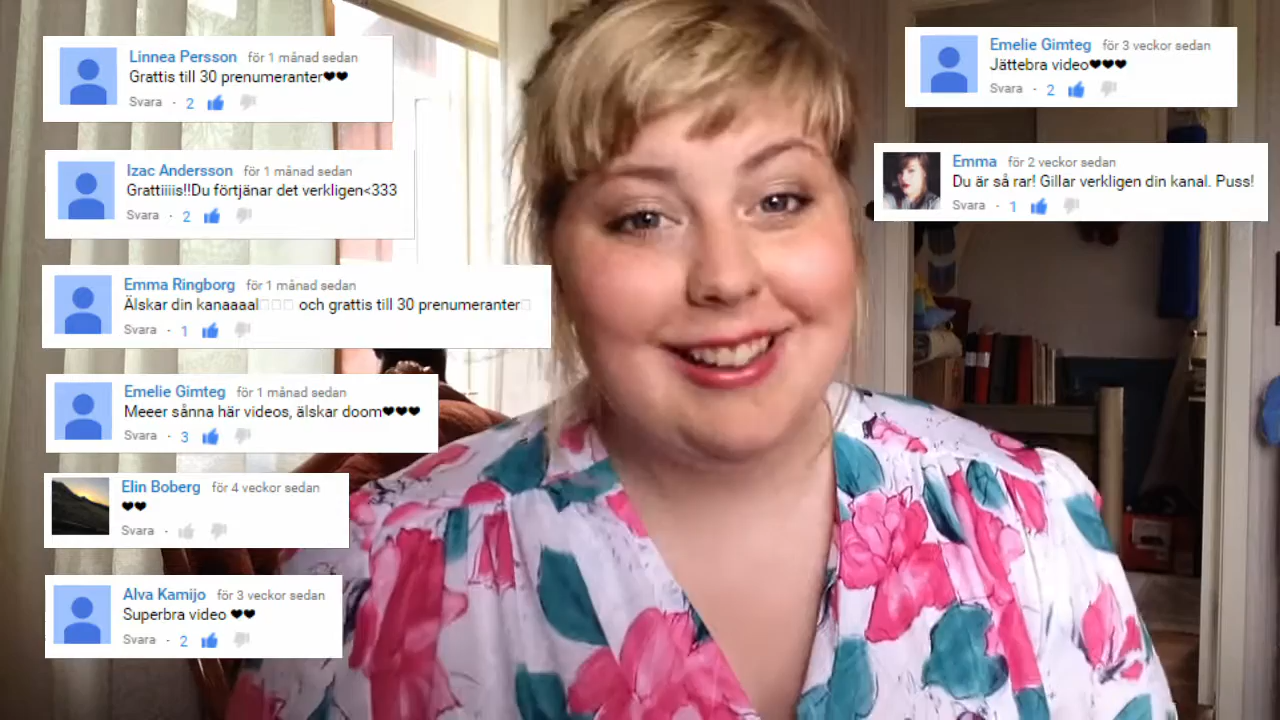 Linnea Persson för 1 månad sedan
Grattis till 30 prenumeranter❤❤
Svara · 2
Izac Andersson för 1 månad sedan
Grattiiiis!!Du förtjänar det verkligen<333
Svara · 2
Emma Ringborg för 1 månad sedan
Älskar din kanaaaal□□□ och grattis till 30 prenumeranter□
Svara · 1
Emelie Gimteg för 1 månad sedan
Meeer sånna här videos, älskar doom❤❤❤
Svara · 3
Elin Boberg för 4 veckor sedan
❤❤
Svara ·
Alva Kamijo för 3 veckor sedan
Superbra video ❤❤
Svara · 2
Emelie Gimteg för 3 veckor sedan
Jättebra video❤❤❤
Svara · 2
Emma för 2 veckor sedan
Du är så rar! Gillar verkligen din kanal. Puss!
Svara · 1